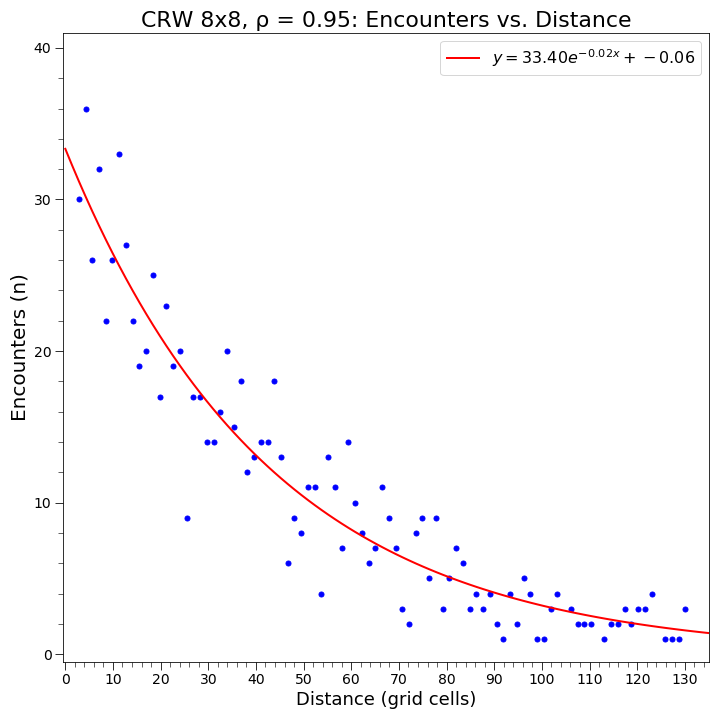 CRW 8x8, ρ = 0.95: Encounters vs. Distance
y = 33.40e^{-0.02x} + -0.06
40
30
20
10
0
Encounters (n)
0 10 20 30 40 50 60 70 80 90 100 110 120 130
Distance (grid cells)